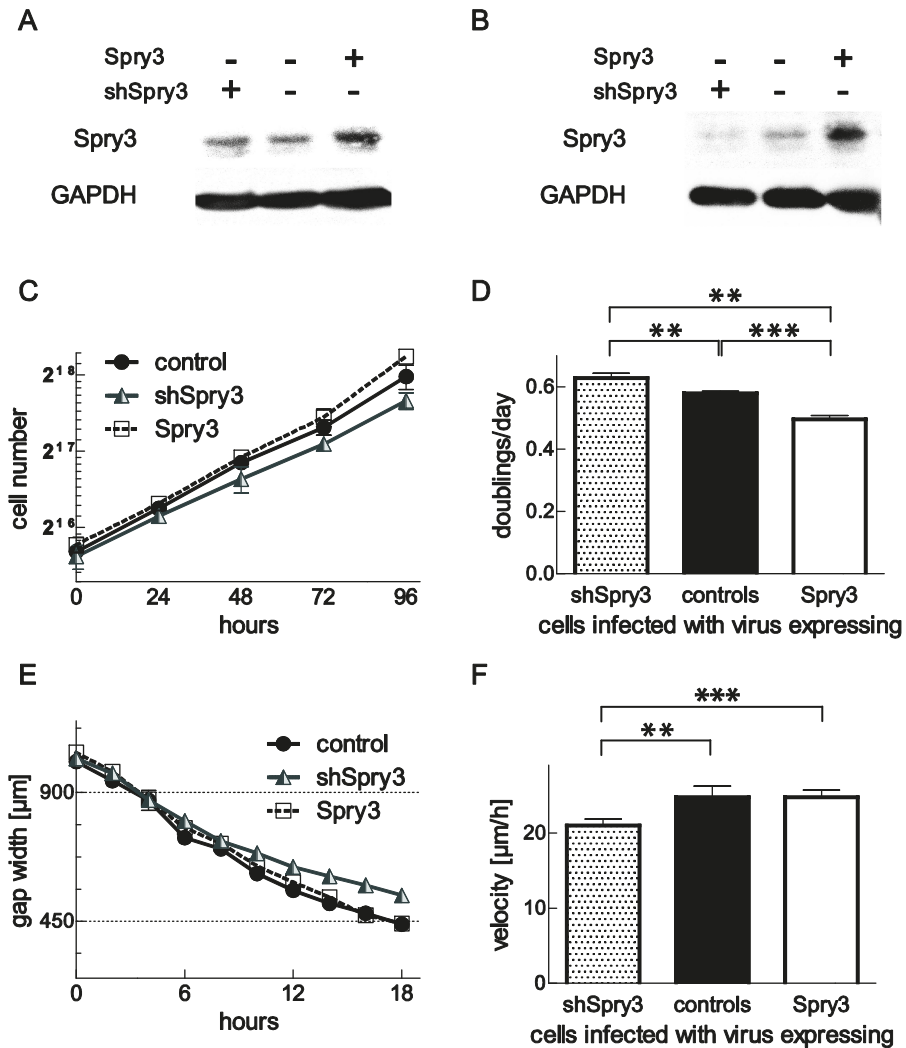 A
Spry3 - - +
shSpry3 + - -
Spry3
GAPDH
B
Spry3 - - +
shSpry3 + - -
Spry3
GAPDH
C
control
shSpry3
Spry3
cell number
2¹⁸
2¹⁷
2¹⁶
0 24 48 72 96
hours
D
**
** ***
doublings/day
0.6
0.4
0.2
0.0
shSpry3 controls Spry3
cells infected with virus expressing
E
control
shSpry3
Spry3
gap width [µm]
900
450
0 6 12 18
hours
F
***
**
velocity [µm/h]
20
10
0
shSpry3 controls Spry3
cells infected with virus expressing